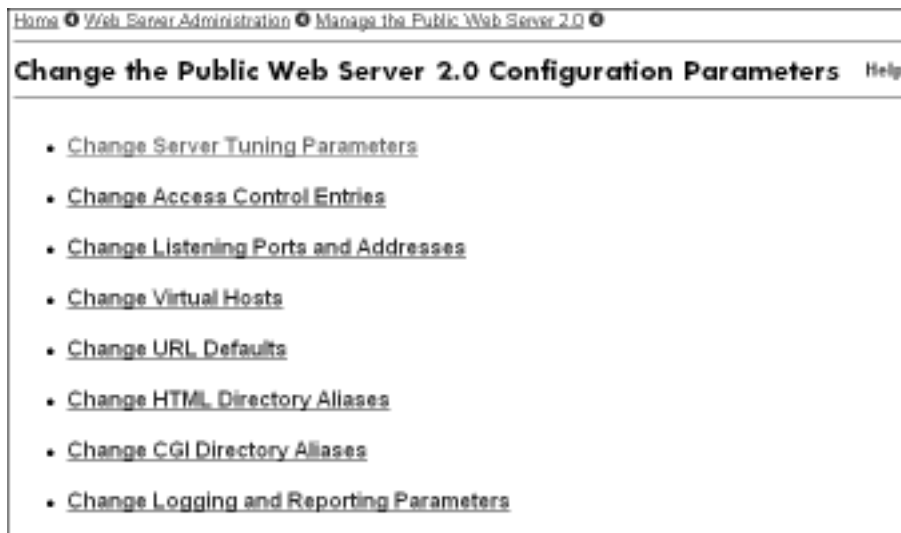 Home Web Server Administration Manage the Public Web Server 2.0
Change the Public Web Server 2.0 Configuration Parameters Help
• Change Server Tuning Parameters
• Change Access Control Entries
• Change Listening Ports and Addresses
• Change Virtual Hosts
• Change URL Defaults
• Change HTML Directory Aliases
• Change CGI Directory Aliases
• Change Logging and Reporting Parameters